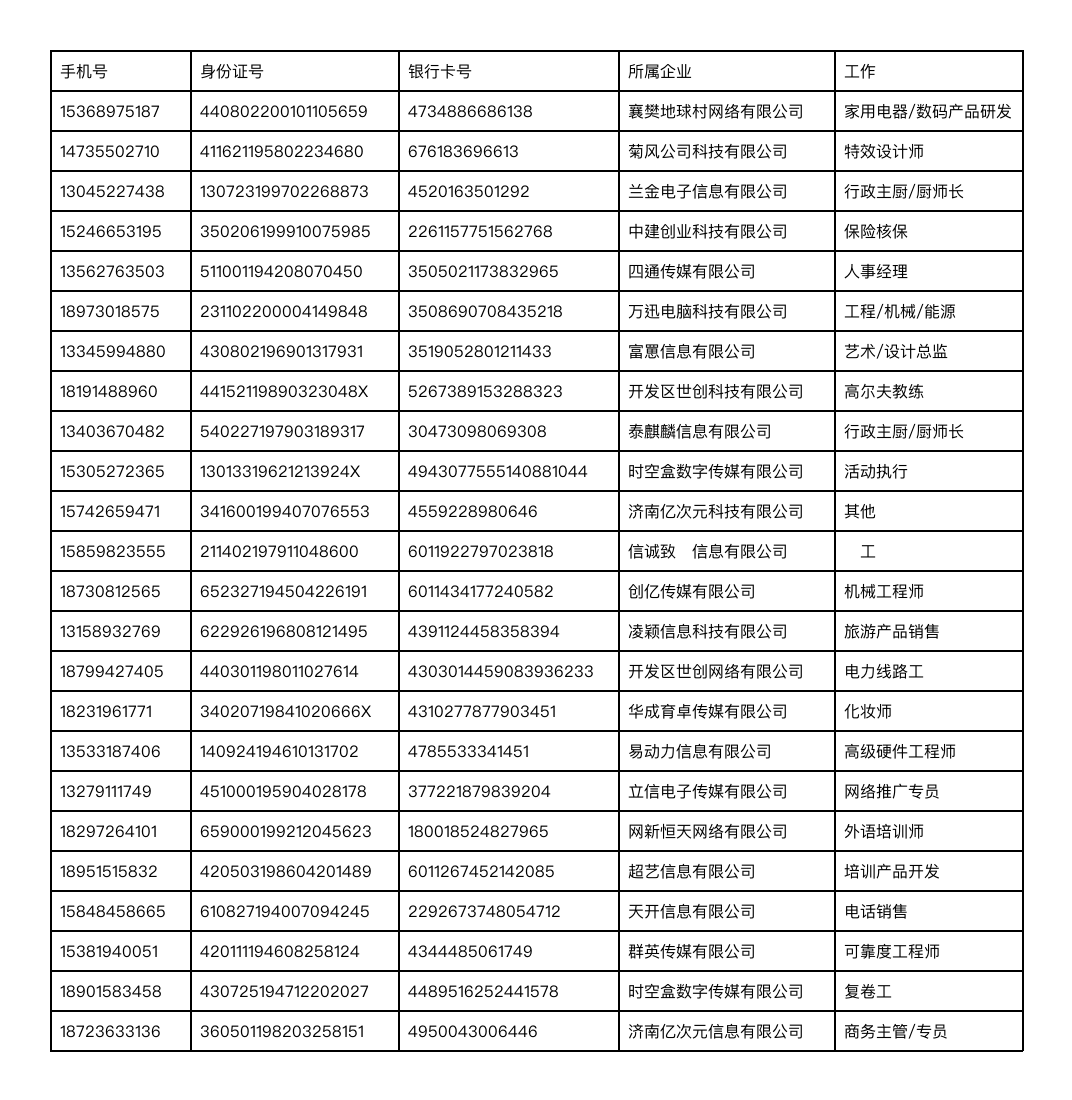 手机号 身份证号 银行卡号 所属企业 工作
15368975187 440802200101105659 4734886686138 襄樊地球村网络有限公司 家用电器/数码产品研发
14735502710 411621195802234680 676183696613 菊风公司科技有限公司 特效设计师
13045227438 130723199702268873 4520163501292 兰金电子信息有限公司 行政主厨/厨师长
15246653195 350206199910075985 2261157751562768 中建创业科技有限公司 保险核保
13562763503 511001194208070450 3505021173832965 四通传媒有限公司 人事经理
18973018575 231102200004149848 3508690708435218 万迅电脑科技有限公司 工程/机械/能源
13345994880 430802196901317931 3519052801211433 富罳信息有限公司 艺术/设计总监
18191488960 44152119890323048X 5267389153288323 开发区世创科技有限公司 高尔夫教练
13403670482 540227197903189317 30473098069308 泰麒麟信息有限公司 行政主厨/厨师长
15305272365 13013319621213924X 4943077555140881044 时空盒数字传媒有限公司 活动执行
15742659471 341600199407076553 4559228980646 济南亿次元科技有限公司 其他
15859823555 211402197911048600 6011922797023818 信诚致 信息有限公司 工
18730812565 652327194504226191 6011434177240582 创亿传媒有限公司 机械工程师
13158932769 622926196808121495 4391124458358394 凌颖信息科技有限公司 旅游产品销售
18799427405 440301198011027614 4303014459083936233 开发区世创网络有限公司 电力线路工
18231961771 34020719841020666X 4310277877903451 华成育卓传媒有限公司 化妆师
13533187406 140924194610131702 4785533341451 易动力信息有限公司 高级硬件工程师
13279111749 451000195904028178 377221879839204 立信电子传媒有限公司 网络推广专员
18297264101 659000199212045623 180018524827965 网新恒天网络有限公司 外语培训师
18951515832 420503198604201489 6011267452142085 超艺信息有限公司 培训产品开发
15848458665 610827194007094245 2292673748054712 天开信息有限公司 电话销售
15381940051 420111194608258124 4344485061749 群英传媒有限公司 可靠度工程师
18901583458 430725194712202027 4489516252441578 时空盒数字传媒有限公司 复卷工
18723633136 360501198203258151 4950043006446 济南亿次元信息有限公司 商务主管/专员